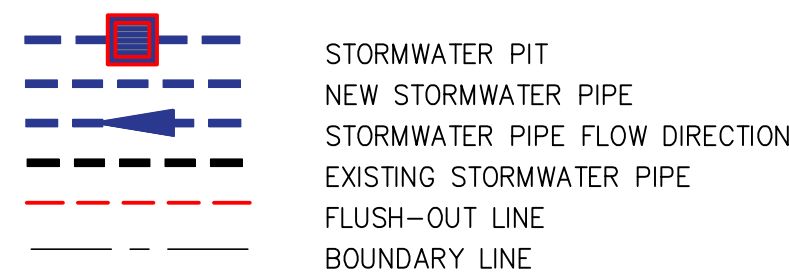 STORMWATER PIT
NEW STORMWATER PIPE
STORMWATER PIPE FLOW DIRECTION
EXISTING STORMWATER PIPE
FLUSH-OUT LINE
BOUNDARY LINE